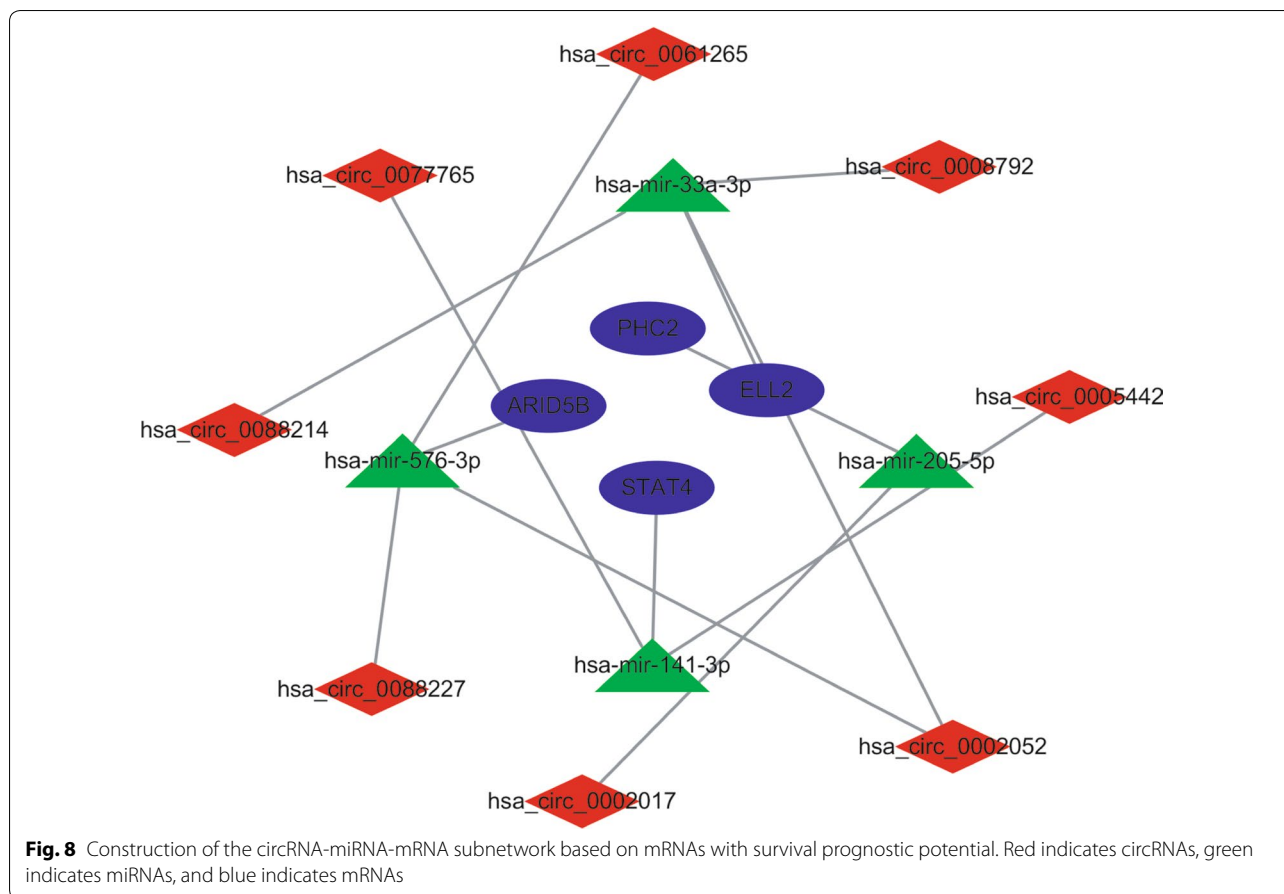 hsa_circ_0061265
hsa_circ_0077765
hsa-mir-33a-3p
hsa_circ_0008792
PHC2
ELL2
ARID5B
hsa_circ_0005442
hsa_circ_0088214
hsa-mir-576-3p
hsa-mir-205-5p
STAT4
hsa-mir-141-3p
hsa_circ_0088227
hsa_circ_0002052
hsa_circ_0002017
Fig. 8 Construction of the circRNA-miRNA-mRNA subnetwork based on mRNAs with survival prognostic potential. Red indicates circRNAs, green
indicates miRNAs, and blue indicates mRNAs